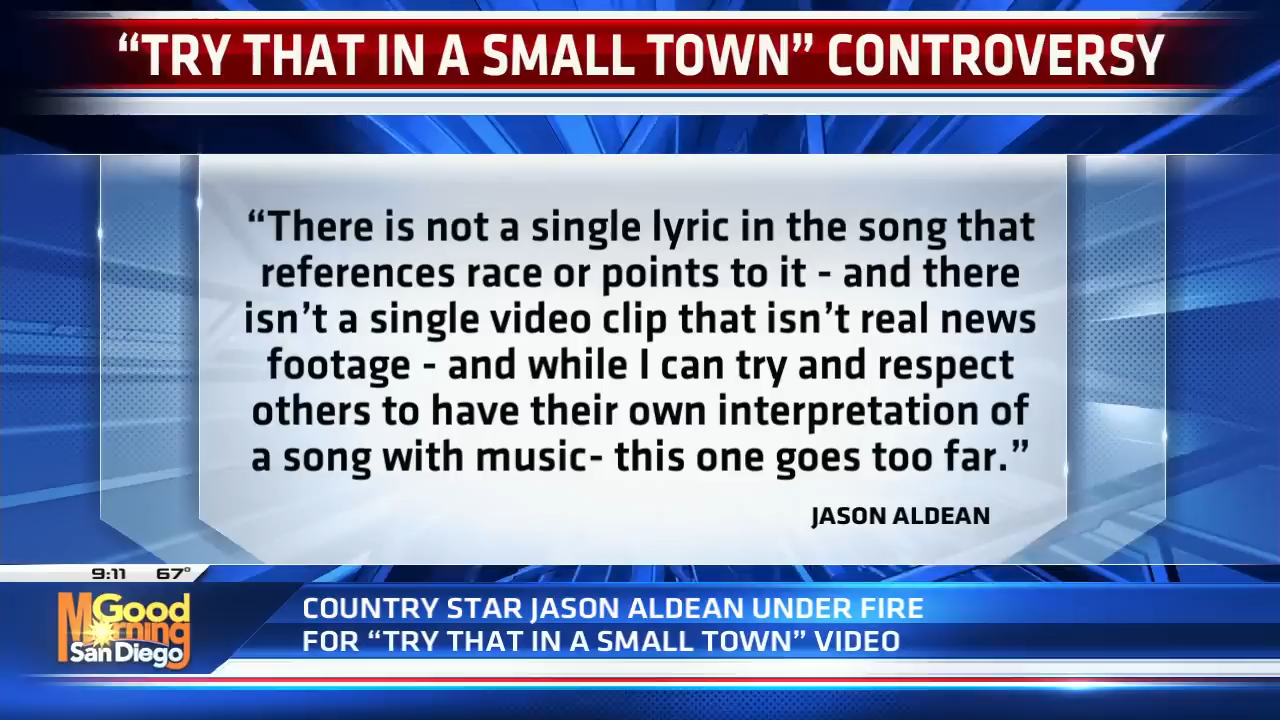 “TRY THAT IN A SMALL TOWN” CONTROVERSY
“There is not a single lyric in the song that
references race or points to it - and there
isn’t a single video clip that isn’t real news
footage - and while I can try and respect
others to have their own interpretation of
a song with music- this one goes too far.”
JASON ALDEAN
9:11 67°
Good
Morning
San Diego
COUNTRY STAR JASON ALDEAN UNDER FIRE
FOR “TRY THAT IN A SMALL TOWN” VIDEO